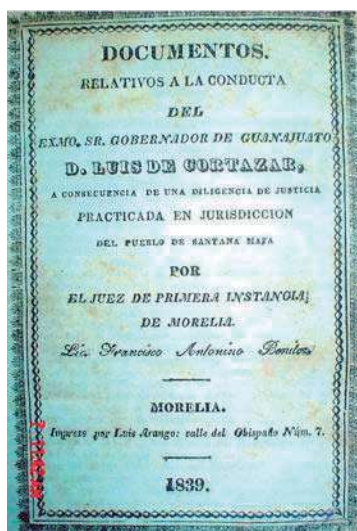 DOCUMENTOS.
RELATIVOS A LA CONDUCTA
DEL
EXMO. SR. GOBERNADOR DE GUANAJUATO
D. LUIS DE CORTAZAR,
A CONSECUENCIA DE UNA DILIGENCIA DE JUSTICIA
PRACTICADA EN JURISDICCION
DEL PUEBLO DE SANTANA MAYA
POR
EL JUEZ DE PRIMERA INSTANCIA;
DE MORELIA.
Lic. Francisco Antonino Benitez
MORELIA.
Impreso por Luis Arango: calle del Obispado Núm. 7.
1839.